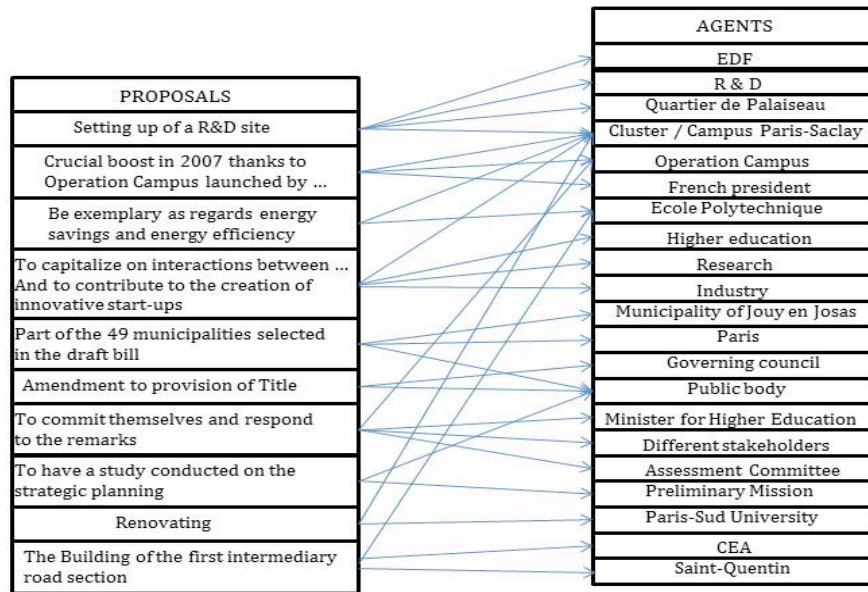 PROPOSALS
Setting up of a R&D site
Crucial boost in 2007 thanks to
Operation Campus launched by ...
Be exemplary as regards energy
savings and energy efficiency
To capitalize on interactions between ...
And to contribute to the creation of
innovative start-ups
Part of the 49 municipalities selected
in the draft bill
Amendment to provision of Title
To commit themselves and respond
to the remarks
To have a study conducted on the
strategic planning
Renovating
The Building of the first intermediary
road section
AGENTS
EDF
R & D
Quartier de Palaiseau
Cluster / Campus Paris-Saclay
Operation Campus
French president
Ecole Polytechnique
Higher education
Research
Industry
Municipality of Jouy en Josas
Paris
Governing council
Public body
Minister for Higher Education
Different stakeholders
Assessment Committee
Preliminary Mission
Paris-Sud University
CEA
Saint-Quentin